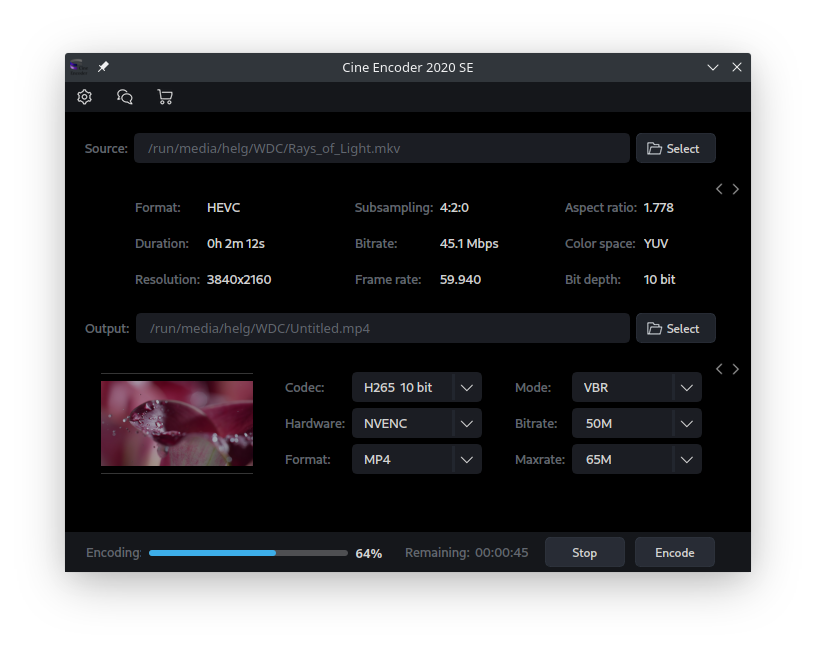 Cine Encoder 2020 SE
Source: /run/media/helg/WDC/Rays_of_Light.mkv Select
Format: HEVC Subsampling: 4:2:0 Aspect ratio: 1.778
Duration: 0h 2m 12s Bitrate: 45.1 Mbps Color space: YUV
Resolution: 3840x2160 Frame rate: 59.940 Bit depth: 10 bit
Output: /run/media/helg/WDC/Untitled.mp4 Select
Codec: H265 10 bit Mode: VBR
Hardware: NVENC Bitrate: 50M
Format: MP4 Maxrate: 65M
Encoding: 64% Remaining: 00:00:45 Stop Encode